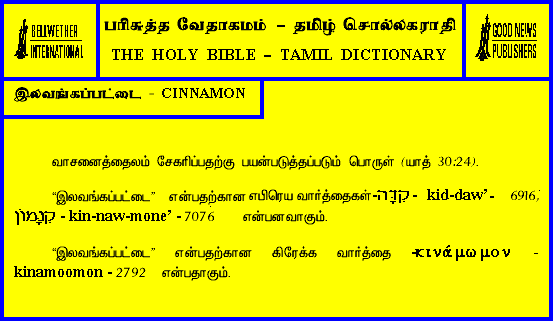 BELLWETHER
INTERNATIONAL
பரிசுத்த வேதாகமம் – தமிழ் சொல்லகராதி
THE HOLY BIBLE – TAMIL DICTIONARY
GOOD NEWS
PUBLISHERS
இலவங்கப்பட்டை - CINNAMON
வாசனைத்தைலம் சேகரிப்பதற்கு பயன்படுத்தப்படும் பொருள் (யாத் 30:24).
“இலவங்கப்பட்டை” என்பதற்கான எபிரெய வார்த்தைகள் -קִדָּה - kid-daw’ - 6916,
קִנָּמוֹן - kin-naw-mone’ - 7076 என்பனவாகும்.
“இலவங்கப்பட்டை” என்பதற்கான கிரேக்க வார்த்தை -κινάμωμον -
kinamoomon - 2792 என்பதாகும்.